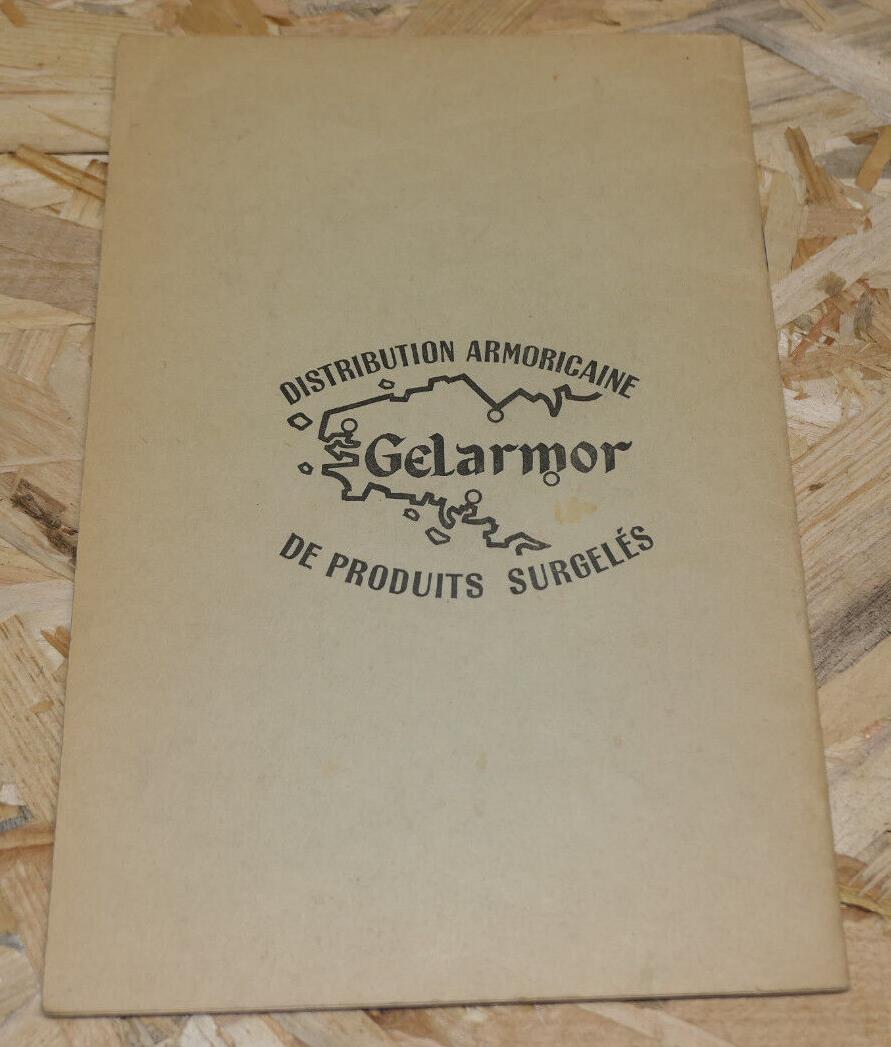 DISTRIBUTION ARMORICAINE
Gelarmor
DE PRODUITS SURGELÉS